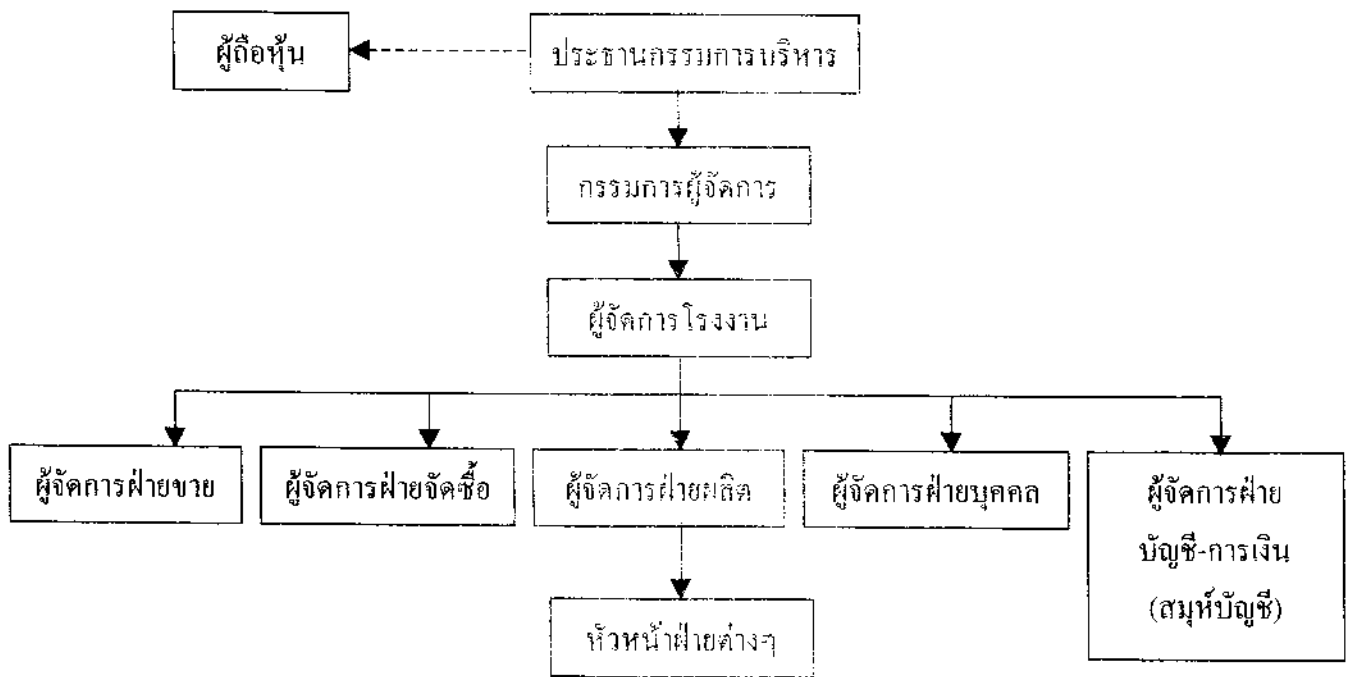 ผู้ถือหุ้น
ประธานกรรมการบริหาร
กรรมการผู้จัดการ
ผู้จัดการโรงงาน
ผู้จัดการฝ่ายขาย
ผู้จัดการฝ่ายจัดซื้อ
ผู้จัดการฝ่ายผลิต
ผู้จัดการฝ่ายบุคคล
ผู้จัดการฝ่าย
บัญชี-การเงิน
(สมุห์บัญชี)
หัวหน้าฝ่ายต่างๆ